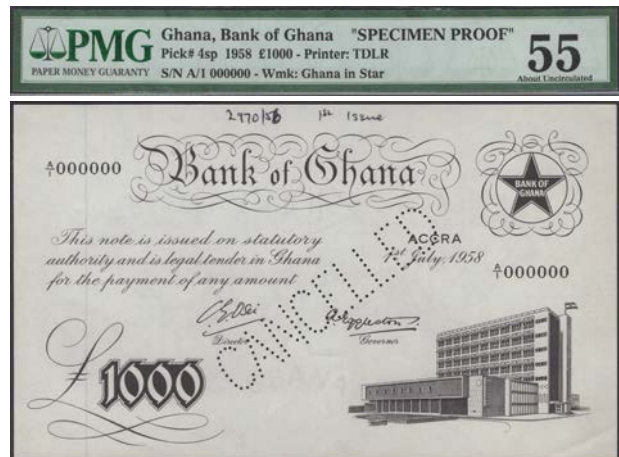 PMG
PAPER MONEY GUARANTY
Ghana, Bank of Ghana "SPECIMEN PROOF"
Pick# 4sp 1958 £1000 - Printer: TDLR
S/N A/1 000000 - Wmk: Ghana in Star
55
About Uncirculated
2970/56 1st Issue
A/1 000000
Bank of Ghana
BANK OF
GHANA
This note is issued on statutory
authority and is legal tender in Ghana
for the payment of any amount
ACCRA
1st July, 1958
A/1 000000
CANCELLED
Director
Governor
£1000